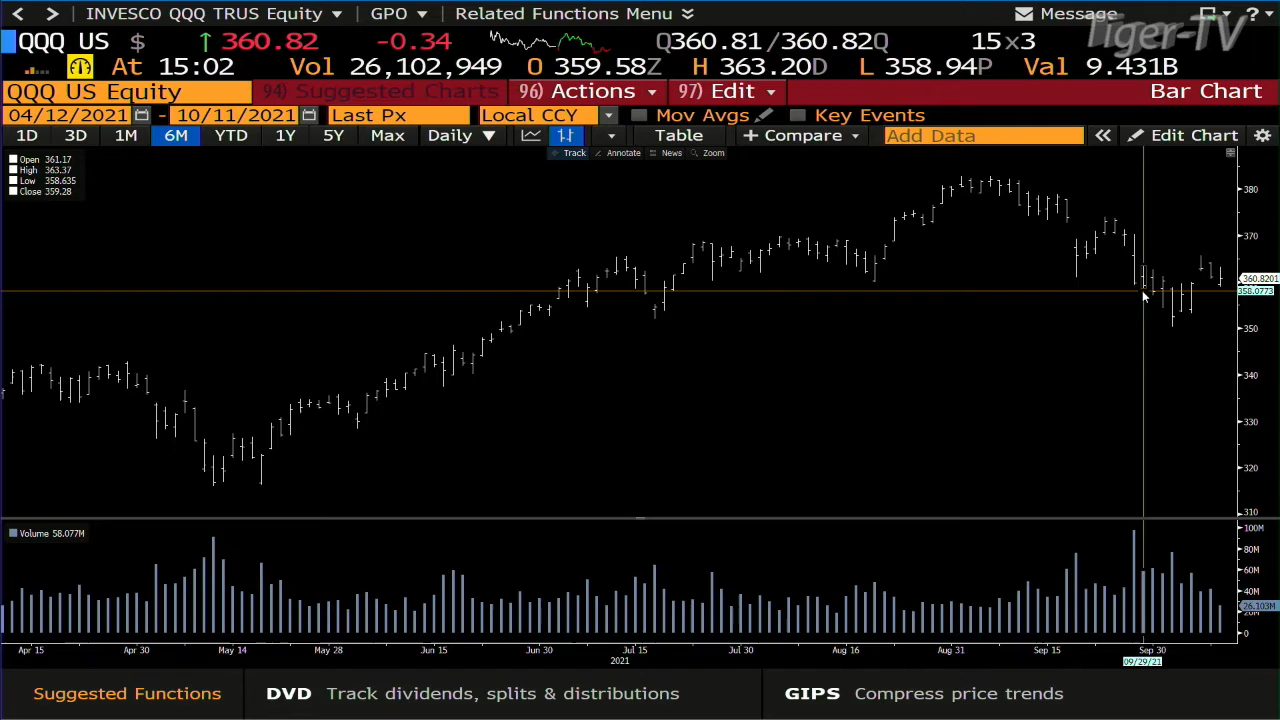 INVESCO QQQ TRUS Equity GPO Related Functions Menu Message ?
Tiger-TV
QQQ US $ ↑ 360.82 -0.34 Q360.81/360.82Q 15x3
At 15:02 Vol 26,102,949 O 359.58Z H 363.20D L 358.94P Val 9.431B
QQQ US Equity 94) Suggested Charts 96) Actions 97) Edit Bar Chart
04/12/2021 - 10/11/2021 Last Px Local CCY Mov Avgs Key Events
1D 3D 1M 6M YTD 1Y 5Y Max Daily Table + Compare Add Data Edit Chart
Track Annotate News Zoom
Open 361.17
High 363.37
Low 358.635
Close 359.28
380
370
360.8201
358.0773
350
340
330
320
310
Volume 58.077M
100M
80M
60M
40M
26.103M
20M
0
Apr 15 Apr 30 May 14 May 28 Jun 15 Jun 30 Jul 15 Jul 30 Aug 16 Aug 31 Sep 15 Sep 30
2021 09/29/21
Suggested Functions DVD Track dividends, splits & distributions GIPS Compress price trends